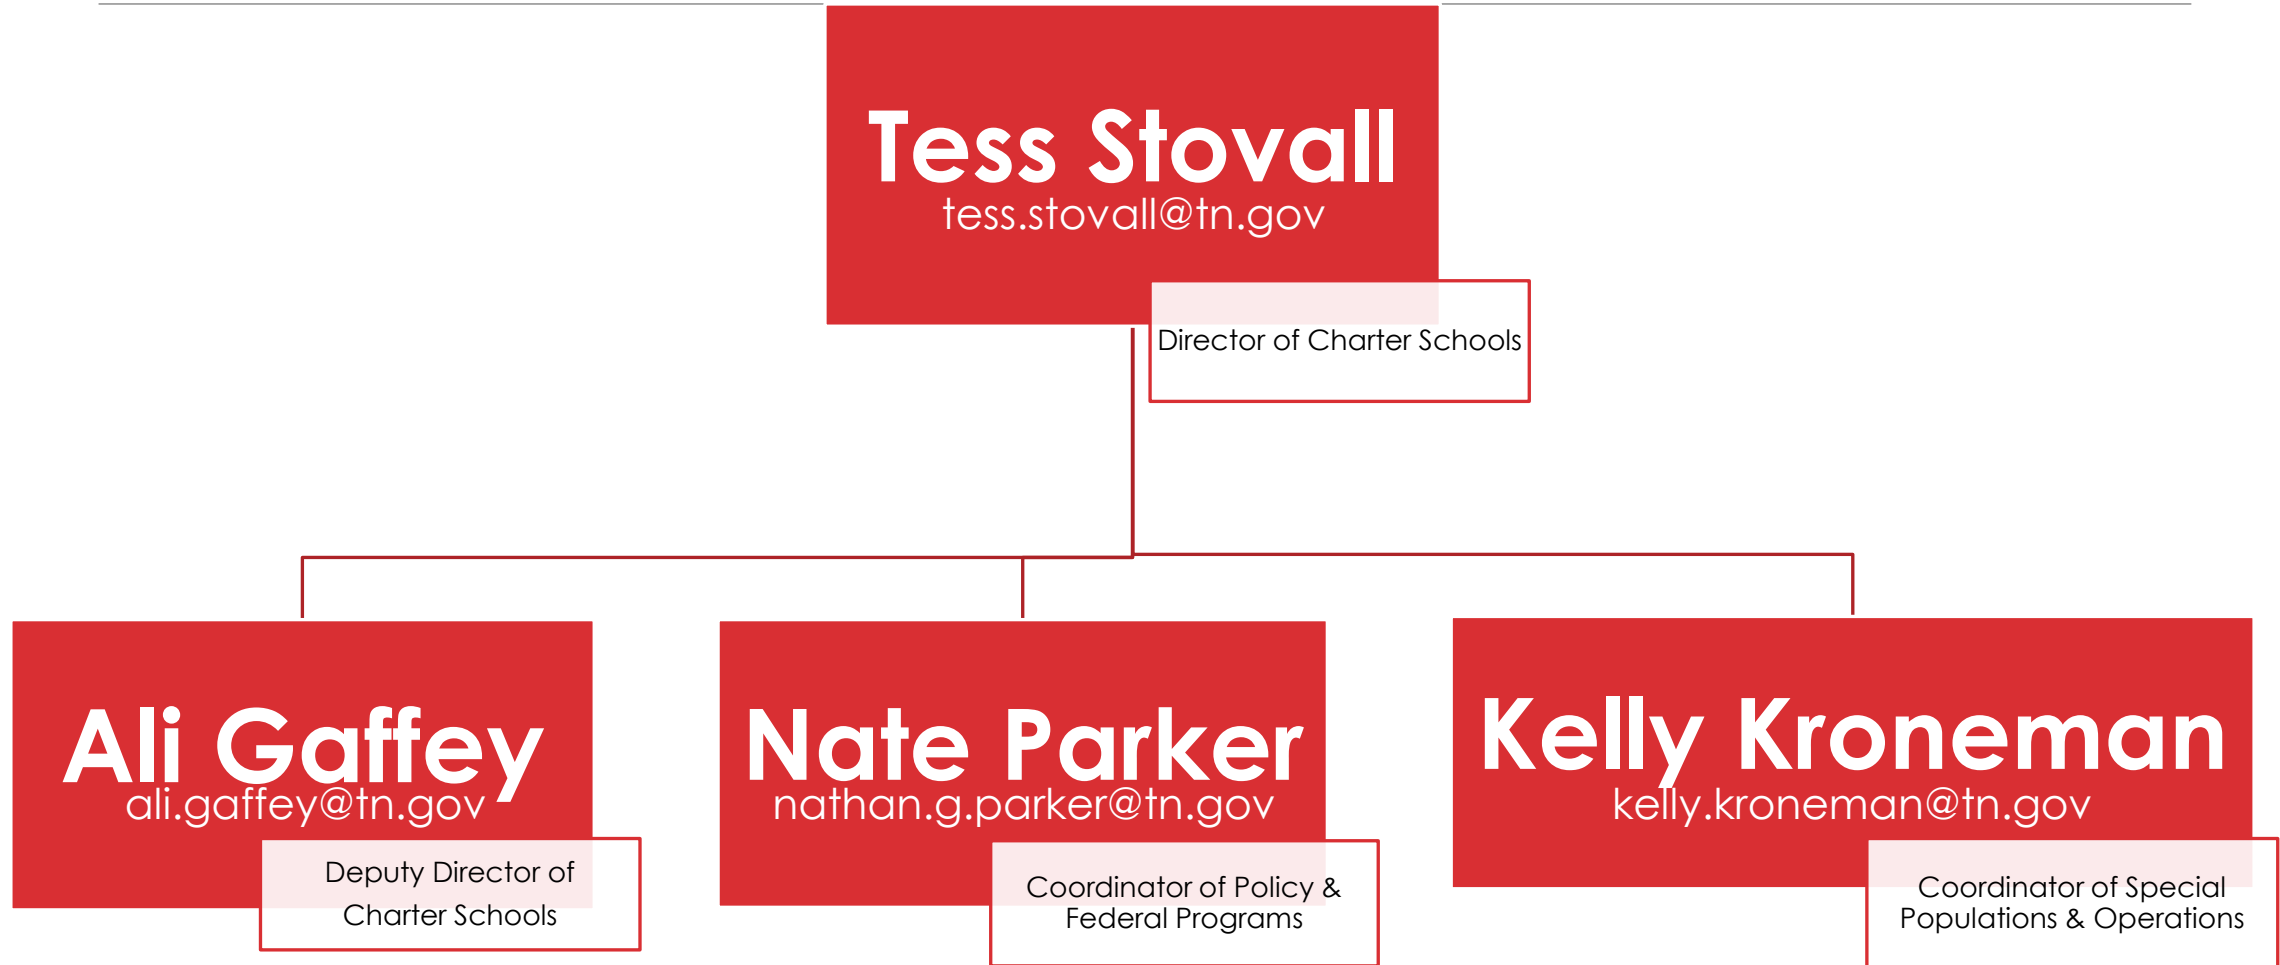 Tess Stovall
tess.stovall@tn.gov
Director of Charter Schools
Ali Gaffey
ali.gaffey@tn.gov
Deputy Director of
Charter Schools
Nate Parker
nathan.g.parker@tn.gov
Coordinator of Policy &
Federal Programs
Kelly Kroneman
kelly.kroneman@tn.gov
Coordinator of Special
Populations & Operations